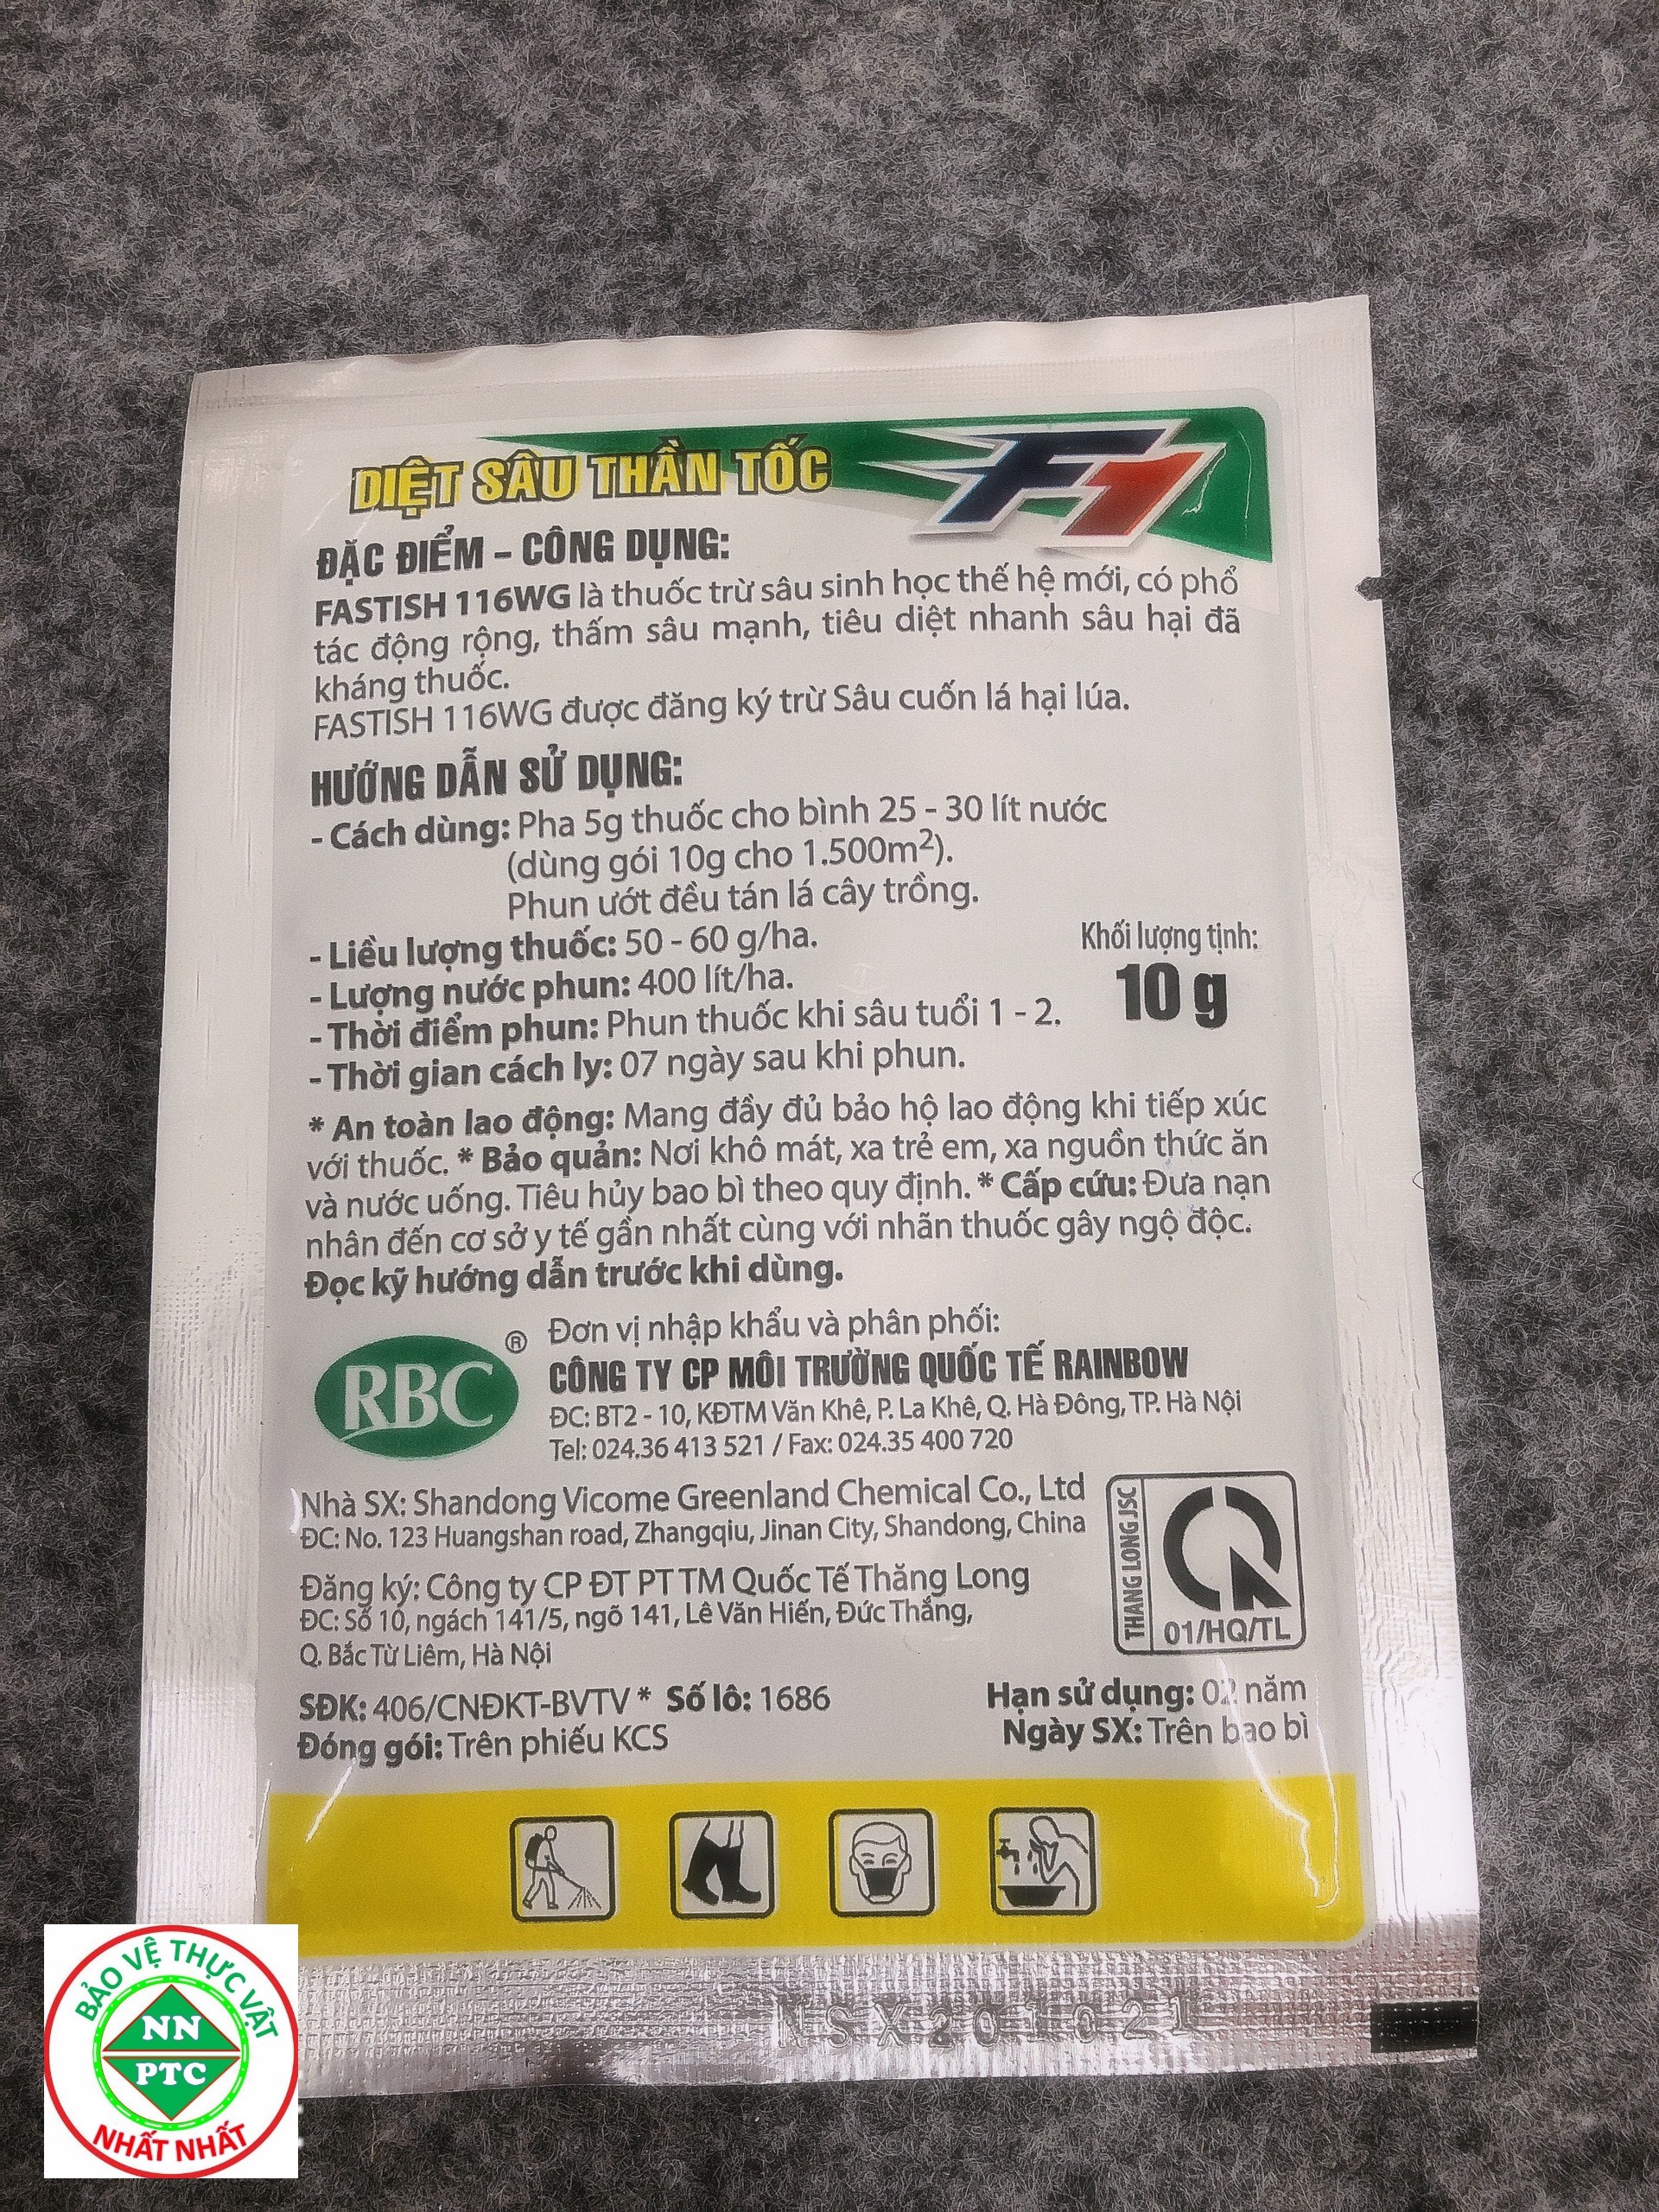 DIỆT SÂU THẦN TỐC
F1
ĐẶC ĐIỂM – CÔNG DỤNG:
FASTISH 116WG là thuốc trừ sâu sinh học thế hệ mới, có phổ
tác động rộng, thấm sâu mạnh, tiêu diệt nhanh sâu hại đã
kháng thuốc.
FASTISH 116WG được đăng ký trừ Sâu cuốn lá hại lúa.
HƯỚNG DẪN SỬ DỤNG:
- Cách dùng: Pha 5g thuốc cho bình 25 - 30 lít nước
(dùng gói 10g cho 1.500m²).
Phun ướt đều tán lá cây trồng.
- Liều lượng thuốc: 50 - 60 g/ha.
- Lượng nước phun: 400 lít/ha.
- Thời điểm phun: Phun thuốc khi sâu tuổi 1 - 2.
- Thời gian cách ly: 07 ngày sau khi phun.
Khối lượng tịnh:
10 g
* An toàn lao động: Mang đầy đủ bảo hộ lao động khi tiếp xúc
với thuốc. * Bảo quản: Nơi khô mát, xa trẻ em, xa nguồn thức ăn
và nước uống. Tiêu hủy bao bì theo quy định. * Cấp cứu: Đưa nạn
nhân đến cơ sở y tế gần nhất cùng với nhãn thuốc gây ngộ độc.
Đọc kỹ hướng dẫn trước khi dùng.
RBC ®
Đơn vị nhập khẩu và phân phối:
CÔNG TY CP MÔI TRƯỜNG QUỐC TẾ RAINBOW
ĐC: BT2 - 10, KĐTM Văn Khê, P. La Khê, Q. Hà Đông, TP. Hà Nội
Tel: 024.36 413 521 / Fax: 024.35 400 720
Nhà SX: Shandong Vicome Greenland Chemical Co., Ltd
ĐC: No. 123 Huangshan road, Zhangqiu, Jinan City, Shandong, China
Đăng ký: Công ty CP ĐT PT TM Quốc Tế Thăng Long
ĐC: Số 10, ngách 141/5, ngõ 141, Lê Văn Hiến, Đức Thắng,
Q. Bắc Từ Liêm, Hà Nội
THANG LONG JSC
01/HQ/TL
SĐK: 406/CNĐKT-BVTV * Số lô: 1686
Đóng gói: Trên phiếu KCS
Hạn sử dụng: 02 năm
Ngày SX: Trên bao bì
NSX201021
BẢO VỆ THỰC VẬT
NN
PTC
NHẤT NHẤT